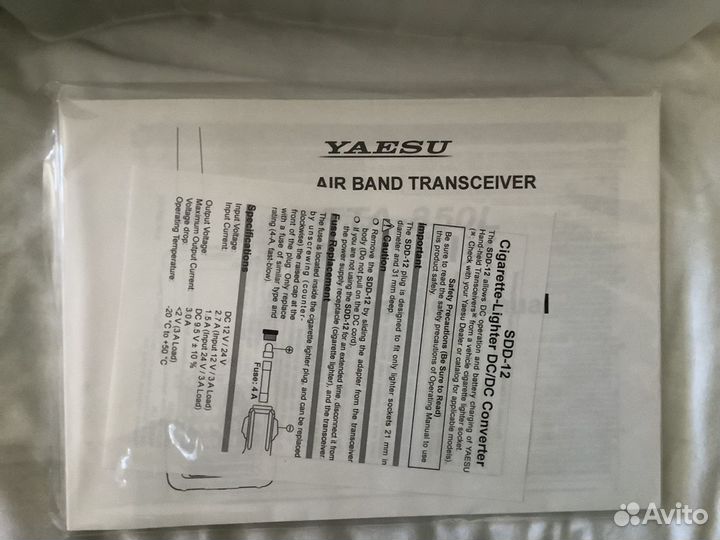 YAESU
AIR BAND TRANSCEIVER
SDD-12
Cigarette-Lighter DC/DC Converter
The SDD-12 allows DC operation and battery charging of YAESU
Hand-held Transceivers※ from a vehicle cigarette lighter socket.
(※: Check with your Yaesu Dealer or catalog for applicable models).
Safety Precautions (Be Sure to Read)
Be sure to read the safety precautions of Operating Manual to use
this product safely.
Important
The SDD-12 plug is designed to fit only lighter sockets 21 mm in
diameter and 31 mm deep.
Caution
○ Remove the SDD-12 by sliding the adapter from the transceiver
body (Do not pull on the DC cord).
○ If you are not using the SDD-12 for an extended time, disconnect it from
the power supply receptacle (cigarette lighter), and the transceiver.
Fuse Replacement
The fuse is located inside the cigarette lighter plug, and can be replaced
by unscrewing (counter-
clockwise) the raised cap at the
front of the plug. Only replace
with a fuse of similar type and
rating (4-A, fast-blow).
Fuse: 4 A
Specifications
Input Voltage DC 12 V / 24 V
Input Current: 2.7 A (Input 12 V / 3 A Load)
1.5 A (Input 24 V / 3 A Load)
Output Voltage DC 9.5 V ± 10 %
Maximum Output Current: 3.0 A
Voltage drop: <2 V (3 A Load)
Operating Temperature: -20 °C to +50 °C
Avito